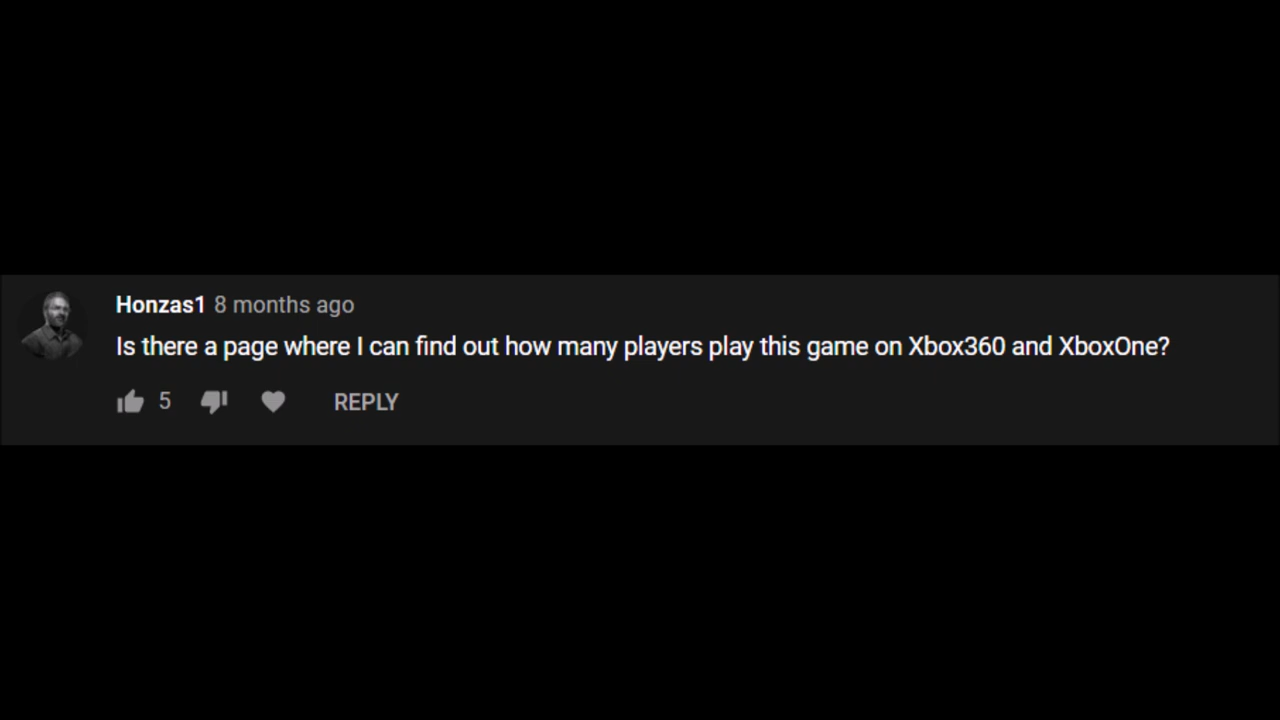 Honzas1 8 months ago
Is there a page where I can find out how many players play this game on Xbox360 and XboxOne?
5 REPLY